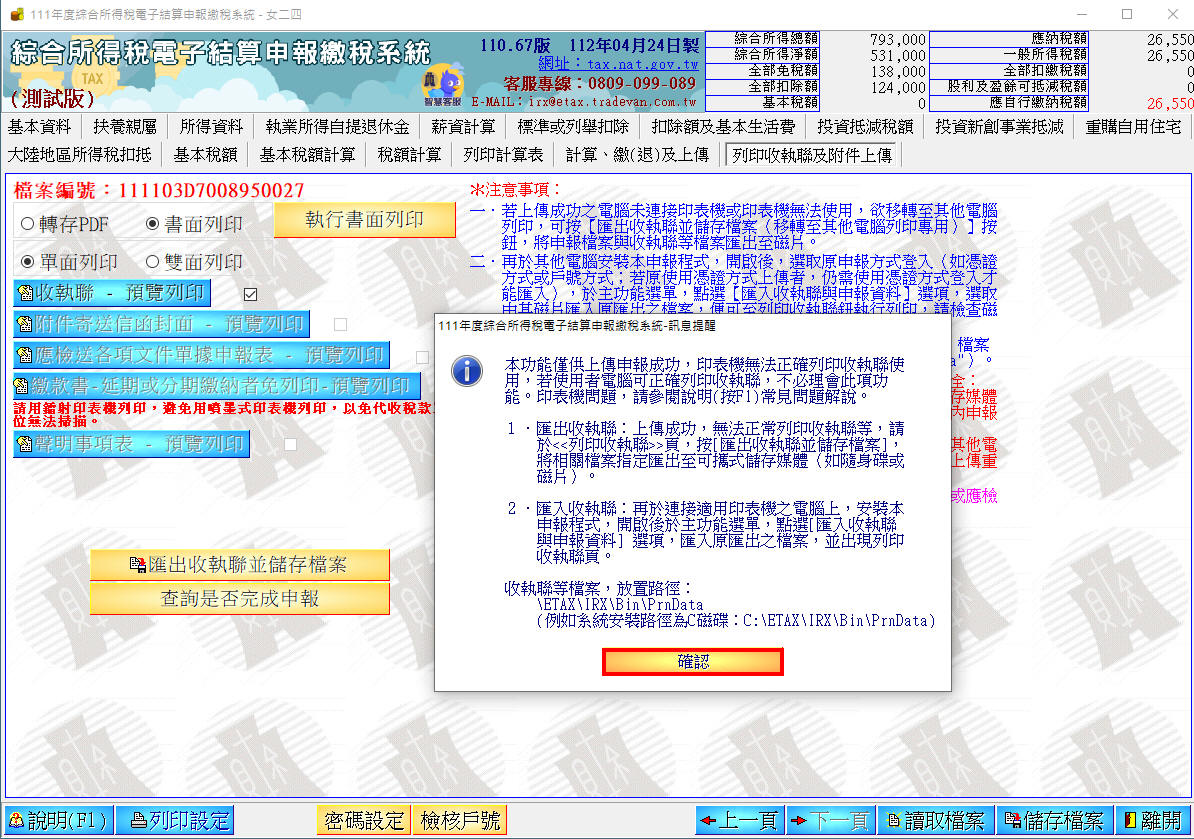 111年度綜合所得稅電子結算申報繳稅系統 - 女二四
綜合所得稅電子結算申報繳稅系統
TAX
(測試版)
智慧客服
110.67版 112年04月24日製
網址：tax.nat.gov.tw
客服專線：0809-099-089
E-MAIL：irx@etax.tradevan.com.tw
綜合所得總額 793,000 應納稅額 26,550
綜合所得淨額 531,000 一般所得稅額 26,550
全部免稅額 138,000 全部扣繳稅額 0
全部扣除額 124,000 股利及盈餘可抵減稅額 0
基本稅額 0 應自行繳納稅額 26,550
基本資料 扶養親屬 所得資料 執業所得自提退休金 薪資計算 標準或列舉扣除 扣除額及基本生活費 投資抵減稅額 投資新創事業抵減 重購自用住宅
大陸地區所得稅扣抵 基本稅額 基本稅額計算 稅額計算 列印計算表 計算、繳(退)及上傳 列印收執聯及附件上傳
檔案編號：111103D7008950027
轉存PDF 書面列印 執行書面列印
單面列印 雙面列印
收執聯 - 預覽列印
附件寄送信函封面 - 預覽列印
應檢送各項文件單據申報表 - 預覽列印
繳款書-延期或分期繳納者免列印-預覽列印
請用鐳射印表機列印，避免用噴墨式印表機列印，以免代收稅款
位無法掃描。
聲明事項表 - 預覽列印
匯出收執聯並儲存檔案
查詢是否完成申報
※注意事項：
一．若上傳成功之電腦未連接印表機或印表機無法使用，欲移轉至其他電腦
列印，可按［匯出收執聯並儲存檔案（移轉至其他電腦列印專用）］按
鈕，將申報檔案與收執聯等檔案匯出至磁片。
二．再於其他電腦安裝本申報程式，開啟後，選取原申報方式登入（如憑證
方式或戶號方式；若原使用憑證方式上傳者，仍需使用憑證方式登入才
能匯入），於主功能選單，點選［匯入收執聯與申報資料］選項，選取
由其磁片匯入原匯出之檔案，便可至列印收執聯鈕執行列印，請檢查磁
檔案
a"）。
全：
存媒體
內申報
其他電
上傳重
或應檢
111年度綜合所得稅電子結算申報繳稅系統-訊息提醒
本功能僅供上傳申報成功，印表機無法正確列印收執聯使
用，若使用者電腦可正確列印收執聯，不必理會此項功
能。印表機問題，請參閱說明(按F1)常見問題解說。
１．匯出收執聯：上傳成功，無法正常列印收執聯等，請
於<<列印收執聯>>頁，按[匯出收執聯並儲存檔案]，
將相關檔案指定匯出至可攜式儲存媒體（如隨身碟或
磁片）。
２．匯入收執聯：再於連接適用印表機之電腦上，安裝本
申報程式，開啟後於主功能選單，點選[匯入收執聯
與申報資料] 選項，匯入原匯出之檔案，並出現列印
收執聯頁。
收執聯等檔案，放置路徑：
\ETAX\IRX\Bin\PrnData
(例如系統安裝路徑為C磁碟：C:\ETAX\IRX\Bin\PrnData)
確認
說明(F1) 列印設定 密碼設定 檢核戶號 上一頁 下一頁 讀取檔案 儲存檔案 離開